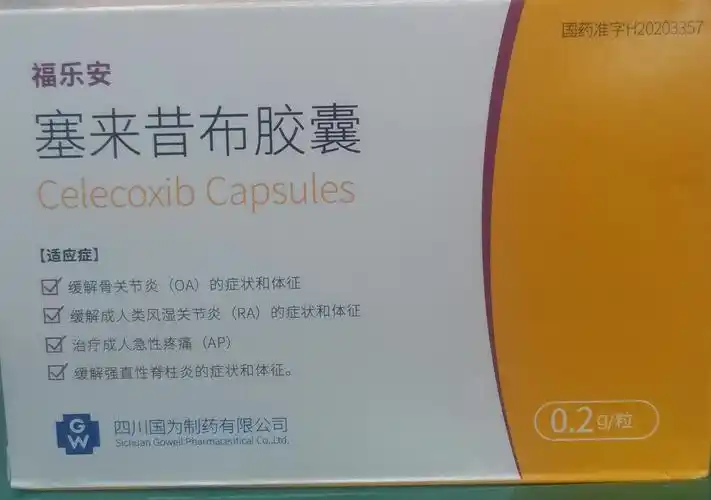 国药准字H20203357
福乐安
塞来昔布胶囊
Celecoxib Capsules
【适应症】
缓解骨关节炎（OA）的症状和体征
缓解成人类风湿关节炎（RA）的症状和体征
治疗成人急性疼痛（AP）
缓解强直性脊柱炎的症状和体征。
GW
四川国为制药有限公司
Sichuan Gowell Pharmaceutical Co.,Ltd.
0.2g/粒